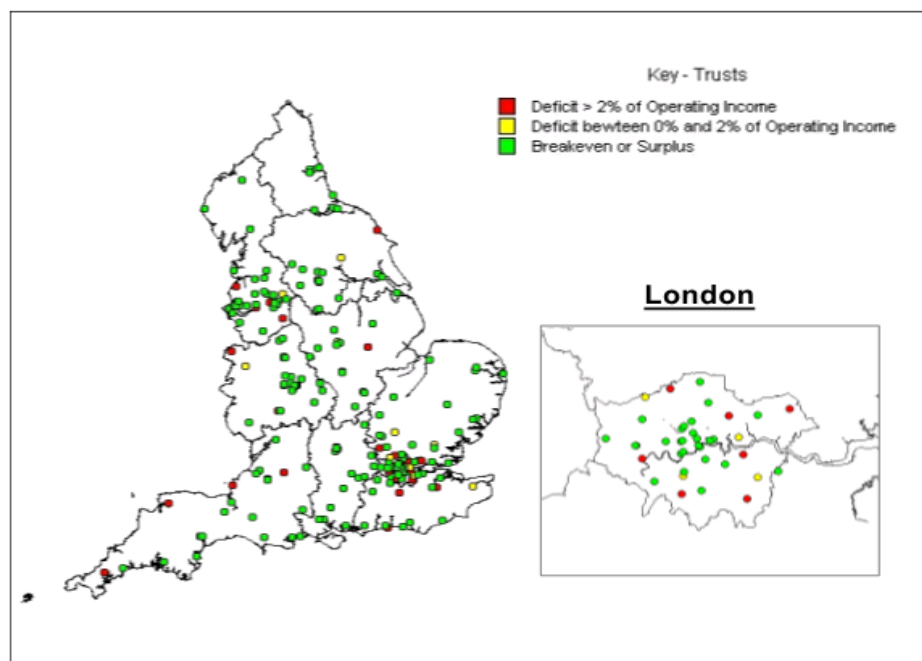 Key - Trusts
Deficit > 2% of Operating Income
Deficit bewteen 0% and 2% of Operating Income
Breakeven or Surplus
London